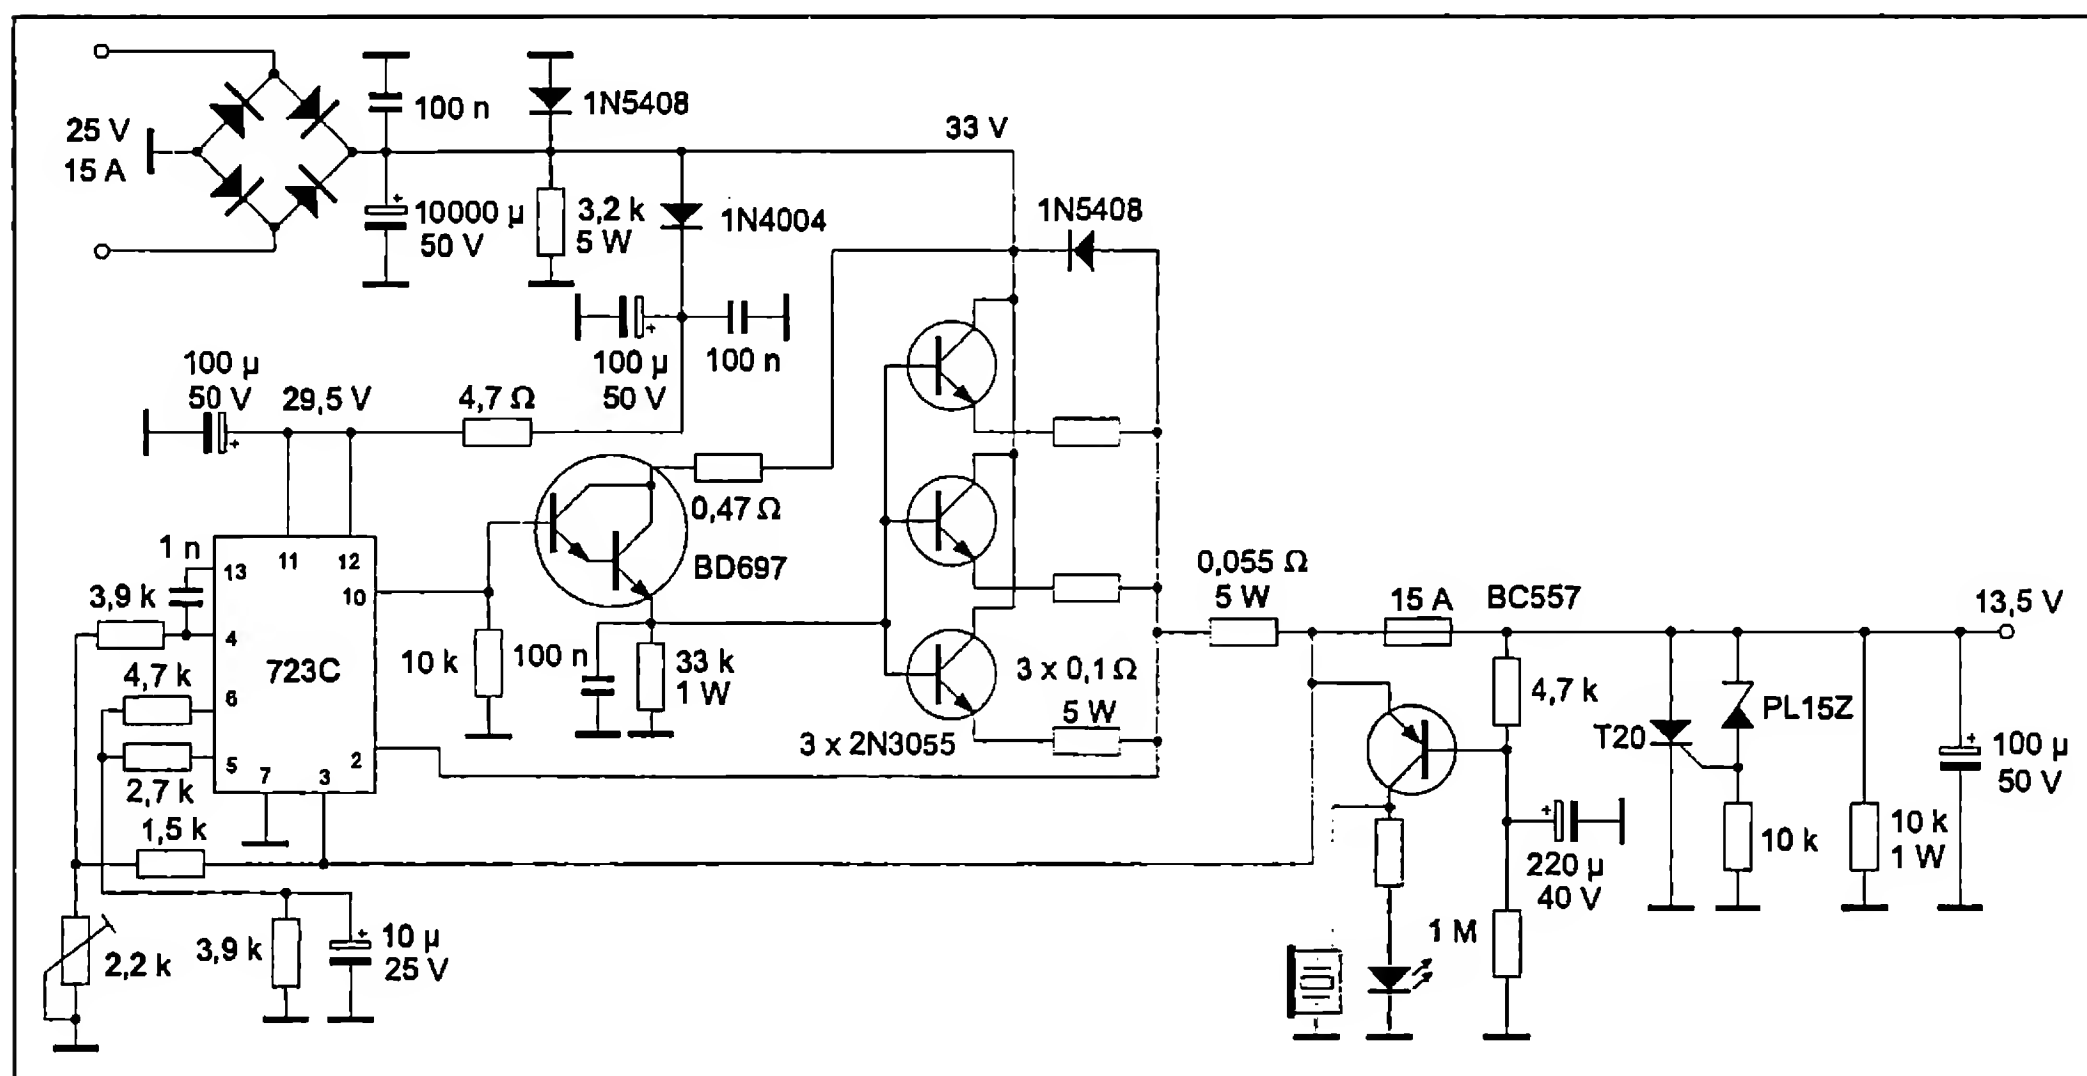 25 V
15 A
100 n
1N5408
33 V
10000 µ
50 V
3,2 k
5 W
1N4004
1N5408
100 µ
50 V
100 n
100 µ
50 V
29,5 V
4,7 Ω
0,47 Ω
BD697
1 n
13
11
12
10
3,9 k
4
723C
4,7 k
6
5
2,7 k
7
3
2
1,5 k
10 k
100 n
33 k
1 W
3 x 0,1 Ω
5 W
3 x 2N3055
0,055 Ω
5 W
15 A
BC557
13,5 V
4,7 k
T20
PL15Z
100 µ
50 V
10 k
10 k
1 W
220 µ
40 V
1 M
2,2 k
3,9 k
10 µ
25 V